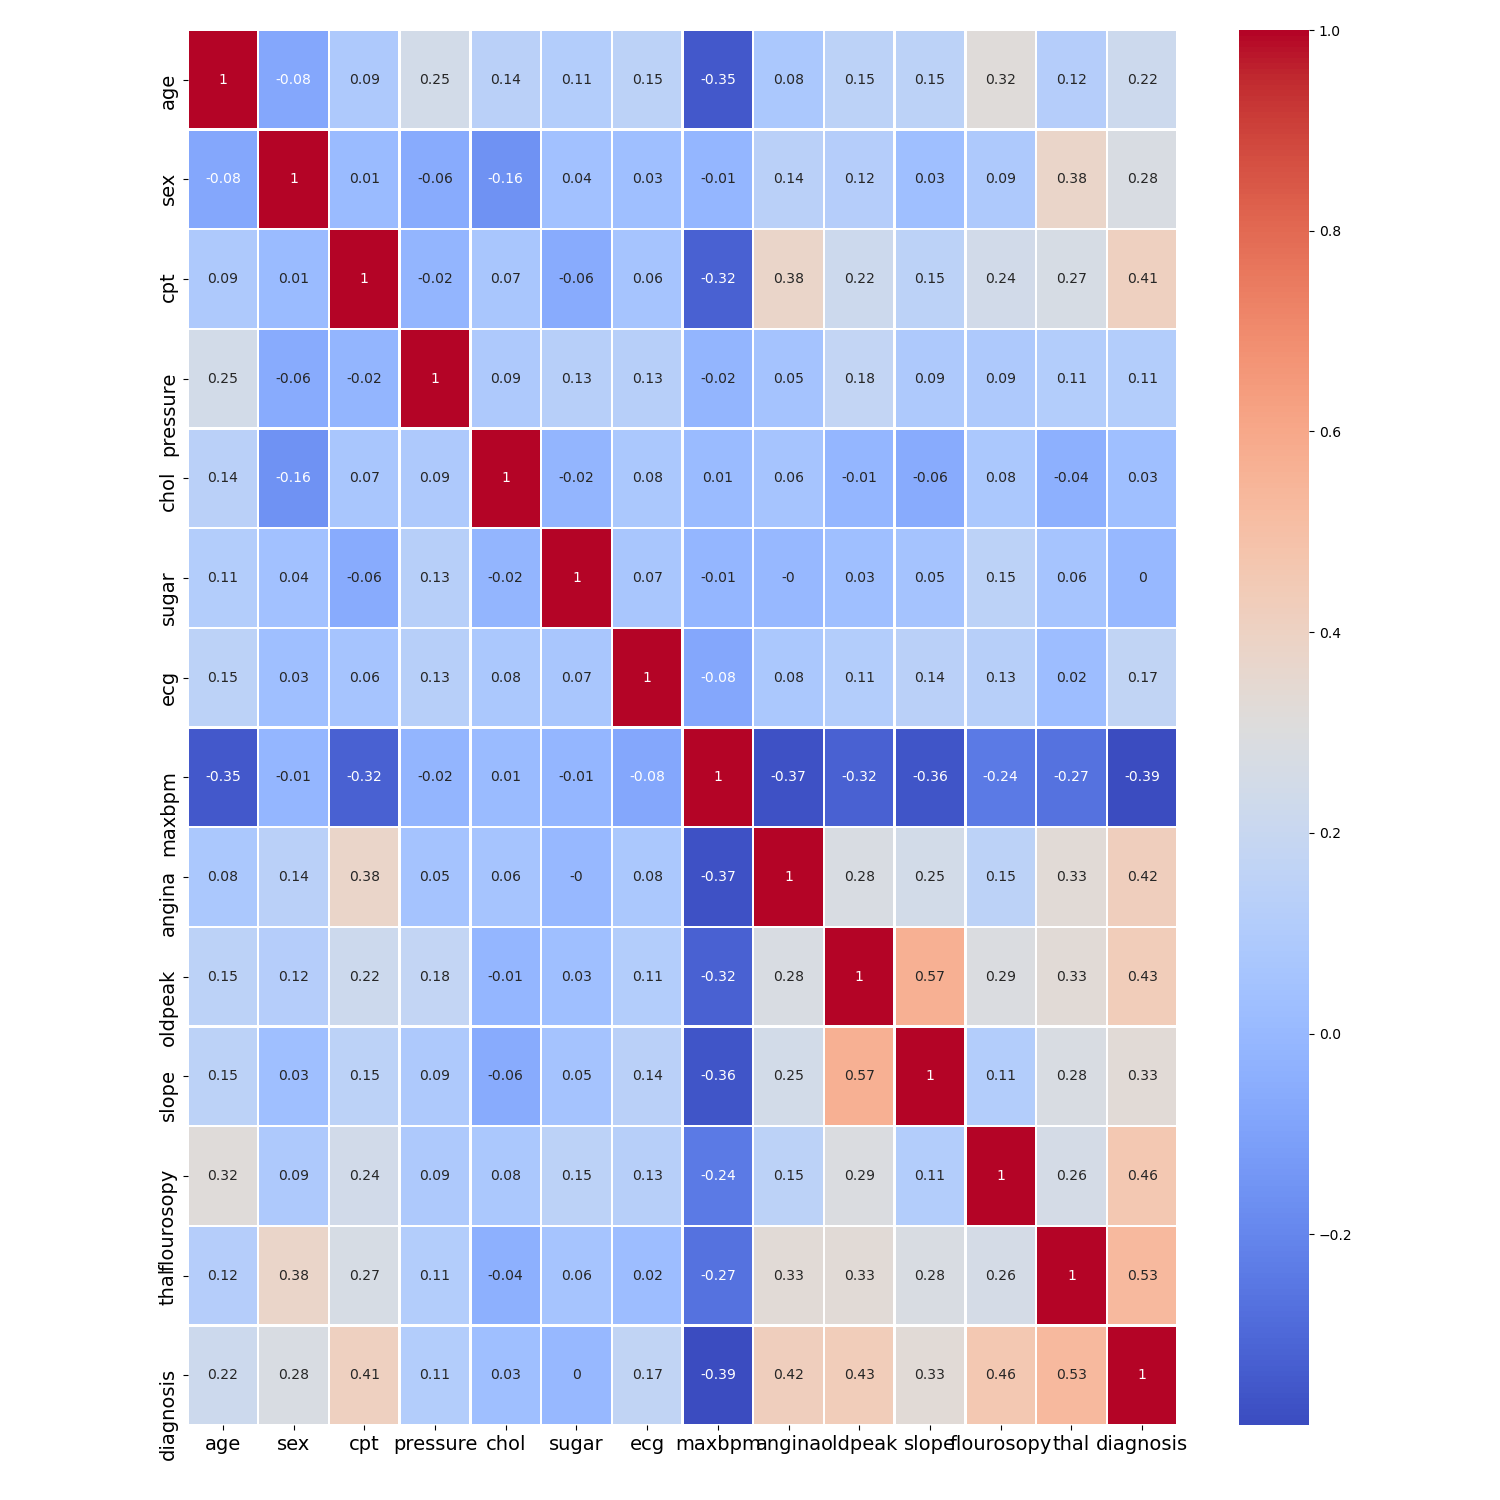 age 1 -0.08 0.09 0.25 0.14 0.11 0.15 -0.35 0.08 0.15 0.15 0.32 0.12 0.22
sex -0.08 1 0.01 -0.06 -0.16 0.04 0.03 -0.01 0.14 0.12 0.03 0.09 0.38 0.28
cpt 0.09 0.01 1 -0.02 0.07 -0.06 0.06 -0.32 0.38 0.22 0.15 0.24 0.27 0.41
pressure 0.25 -0.06 -0.02 1 0.09 0.13 0.13 -0.02 0.05 0.18 0.09 0.09 0.11 0.11
chol 0.14 -0.16 0.07 0.09 1 -0.02 0.08 0.01 0.06 -0.01 -0.06 0.08 -0.04 0.03
sugar 0.11 0.04 -0.06 0.13 -0.02 1 0.07 -0.01 -0 0.03 0.05 0.15 0.06 0
ecg 0.15 0.03 0.06 0.13 0.08 0.07 1 -0.08 0.08 0.11 0.14 0.13 0.02 0.17
maxbpm -0.35 -0.01 -0.32 -0.02 0.01 -0.01 -0.08 1 -0.37 -0.32 -0.36 -0.24 -0.27 -0.39
angina 0.08 0.14 0.38 0.05 0.06 -0 0.08 -0.37 1 0.28 0.25 0.15 0.33 0.42
oldpeak 0.15 0.12 0.22 0.18 -0.01 0.03 0.11 -0.32 0.28 1 0.57 0.29 0.33 0.43
slope 0.15 0.03 0.15 0.09 -0.06 0.05 0.14 -0.36 0.25 0.57 1 0.11 0.28 0.33
flourosopy 0.32 0.09 0.24 0.09 0.08 0.15 0.13 -0.24 0.15 0.29 0.11 1 0.26 0.46
thal 0.12 0.38 0.27 0.11 -0.04 0.06 0.02 -0.27 0.33 0.33 0.28 0.26 1 0.53
diagnosis 0.22 0.28 0.41 0.11 0.03 0 0.17 -0.39 0.42 0.43 0.33 0.46 0.53 1
age sex cpt pressure chol sugar ecg maxbpm angina oldpeak slope flourosopy thal diagnosis
1.0
0.8
0.6
0.4
0.2
0.0
−0.2